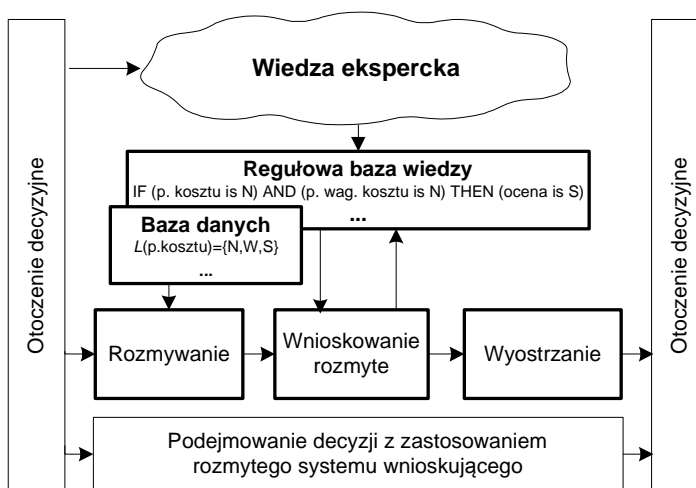 Otoczenie decyzyjne
Wiedza ekspercka
Regułowa baza wiedzy
IF (p. kosztu is N) AND (p. wag. kosztu is N) THEN (ocena is S)
...
Baza danych
L(p.kosztu)={N,W,S}
...
Rozmywanie
Wnioskowanie
rozmyte
Wyostrzanie
Podejmowanie decyzji z zastosowaniem
rozmytego systemu wnioskującego
Otoczenie decyzyjne